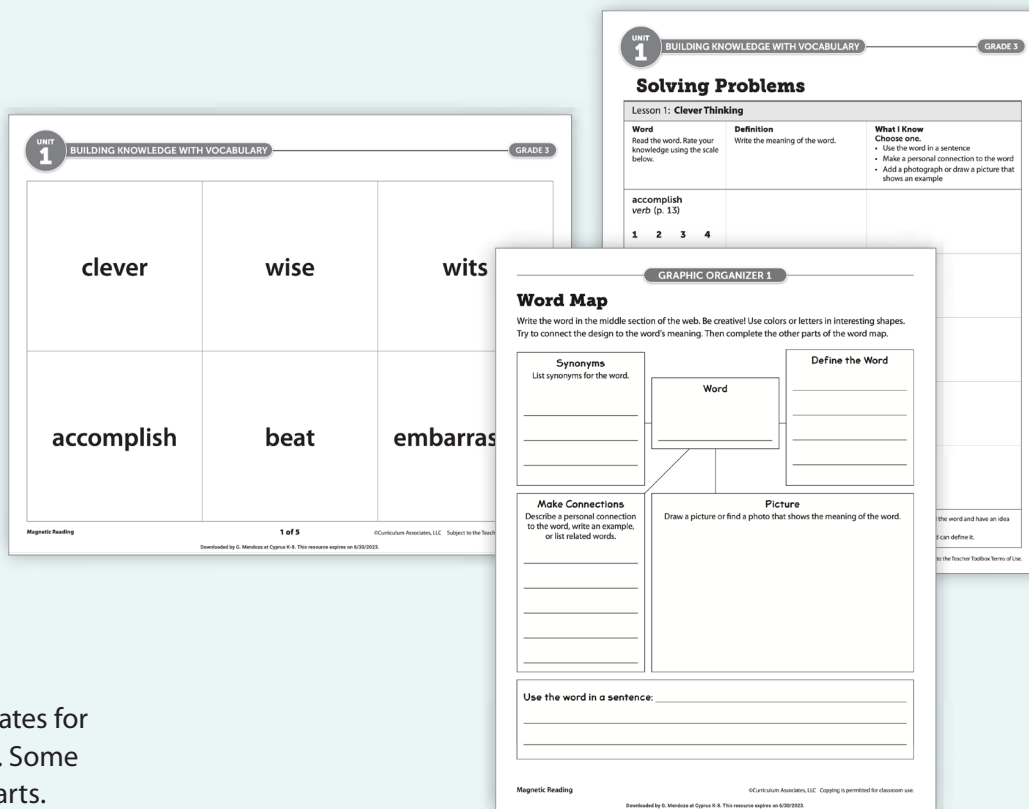 UNIT
1
BUILDING KNOWLEDGE WITH VOCABULARY
GRADE 3
clever
wise
wits
accomplish
beat
embarras
Magnetic Reading
1 of 5
©Curriculum Associates, LLC Subject to the Teach
Downloaded by G. Mendoza at Cyprus K-8. This resource expires on 6/30/2023.
UNIT
1
BUILDING KNOWLEDGE WITH VOCABULARY
GRADE 3
Solving Problems
Lesson 1: Clever Thinking
Word
Read the word. Rate your
knowledge using the scale
below.
Definition
Write the meaning of the word.
What I Know
Choose one.
• Use the word in a sentence
• Make a personal connection to the word
• Add a photograph or draw a picture that
shows an example
accomplish
verb (p. 13)
1 2 3 4
the word and have an idea
can define it.
to the Teacher Toolbox Terms of Use.
GRAPHIC ORGANIZER 1
Word Map
Write the word in the middle section of the web. Be creative! Use colors or letters in interesting shapes.
Try to connect the design to the word's meaning. Then complete the other parts of the word map.
Synonyms
List synonyms for the word.
Word
Define the Word
Make Connections
Describe a personal connection
to the word, write an example,
or list related words.
Picture
Draw a picture or find a photo that shows the meaning of the word.
Use the word in a sentence:
Magnetic Reading
©Curriculum Associates, LLC Copying is permitted for classroom use.
Downloaded by G. Mendoza at Cyprus K-8. This resource expires on 6/30/2023.
ates for
. Some
arts.